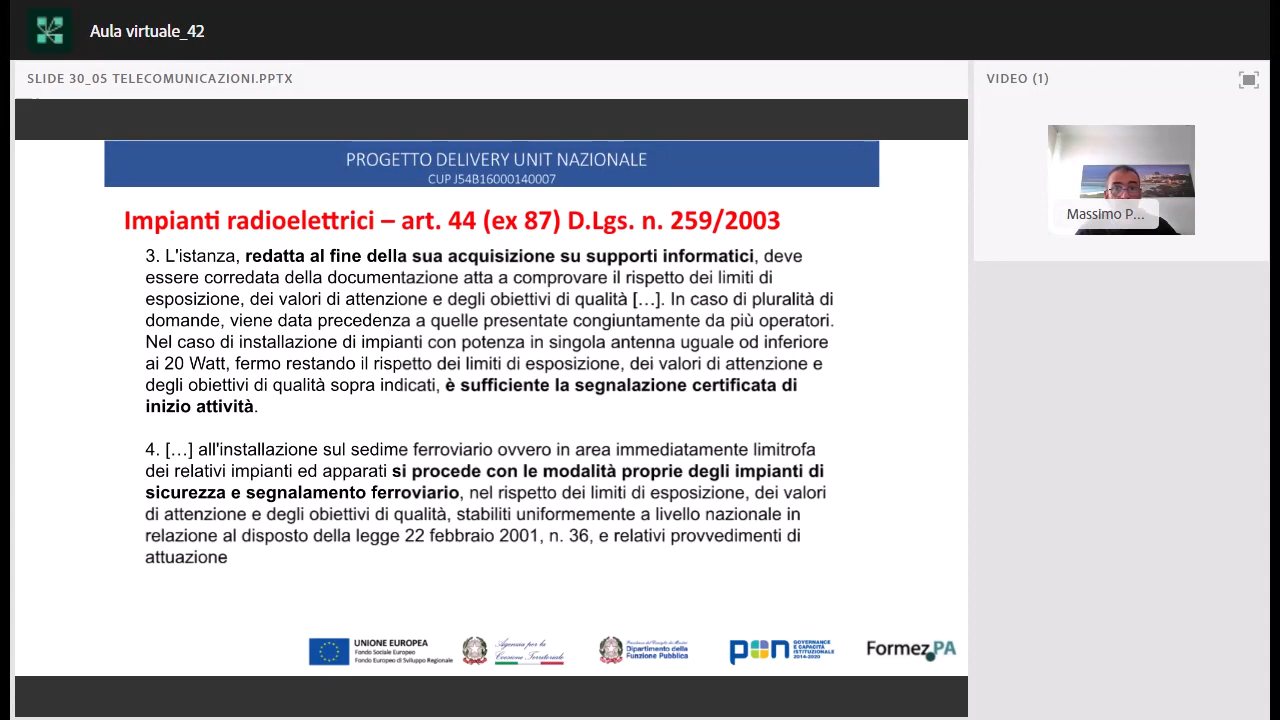 Aula virtuale_42
SLIDE 30_05 TELECOMUNICAZIONI.PPTX
VIDEO (1)
Massimo P...
PROGETTO DELIVERY UNIT NAZIONALE
CUP J54B16000140007
Impianti radioelettrici – art. 44 (ex 87) D.Lgs. n. 259/2003
3. L'istanza, redatta al fine della sua acquisizione su supporti informatici, deve
essere corredata della documentazione atta a comprovare il rispetto dei limiti di
esposizione, dei valori di attenzione e degli obiettivi di qualità […]. In caso di pluralità di
domande, viene data precedenza a quelle presentate congiuntamente da più operatori.
Nel caso di installazione di impianti con potenza in singola antenna uguale od inferiore
ai 20 Watt, fermo restando il rispetto dei limiti di esposizione, dei valori di attenzione e
degli obiettivi di qualità sopra indicati, è sufficiente la segnalazione certificata di
inizio attività.
4. […] all'installazione sul sedime ferroviario ovvero in area immediatamente limitrofa
dei relativi impianti ed apparati si procede con le modalità proprie degli impianti di
sicurezza e segnalamento ferroviario, nel rispetto dei limiti di esposizione, dei valori
di attenzione e degli obiettivi di qualità, stabiliti uniformemente a livello nazionale in
relazione al disposto della legge 22 febbraio 2001, n. 36, e relativi provvedimenti di
attuazione
UNIONE EUROPEA
Fondo Sociale Europeo
Fondo Europeo di Sviluppo Regionale
Agenzia per la
Coesione Territoriale
Dipartimento della
Funzione Pubblica
pon
GOVERNANCE
E CAPACITÀ
ISTITUZIONALE
2014-2020
Formez PA